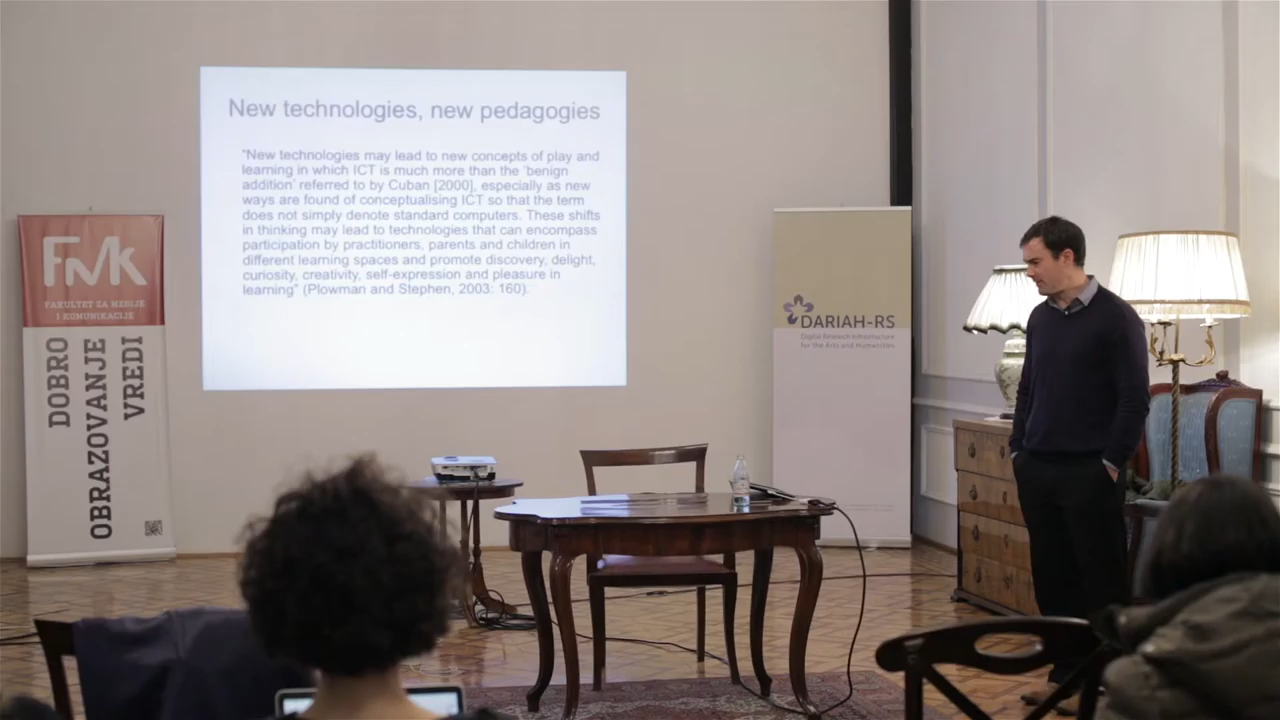 New technologies, new pedagogies
“New technologies may lead to new concepts of play and
learning in which ICT is much more than the ‘benign
addition’ referred to by Cuban [2000], especially as new
ways are found of conceptualising ICT so that the term
does not simply denote standard computers. These shifts
in thinking may lead to technologies that can encompass
participation by practitioners, parents and children in
different learning spaces and promote discovery, delight,
curiosity, creativity, self-expression and pleasure in
learning” (Plowman and Stephen, 2003: 160).
FMK
FAKULTET ZA MEDIJE
I KOMUNIKACIJE
DOBRO
OBRAZOVANJE
VREDI
DARIAH-RS
Digital Research Infrastructure
for the Arts and Humanities